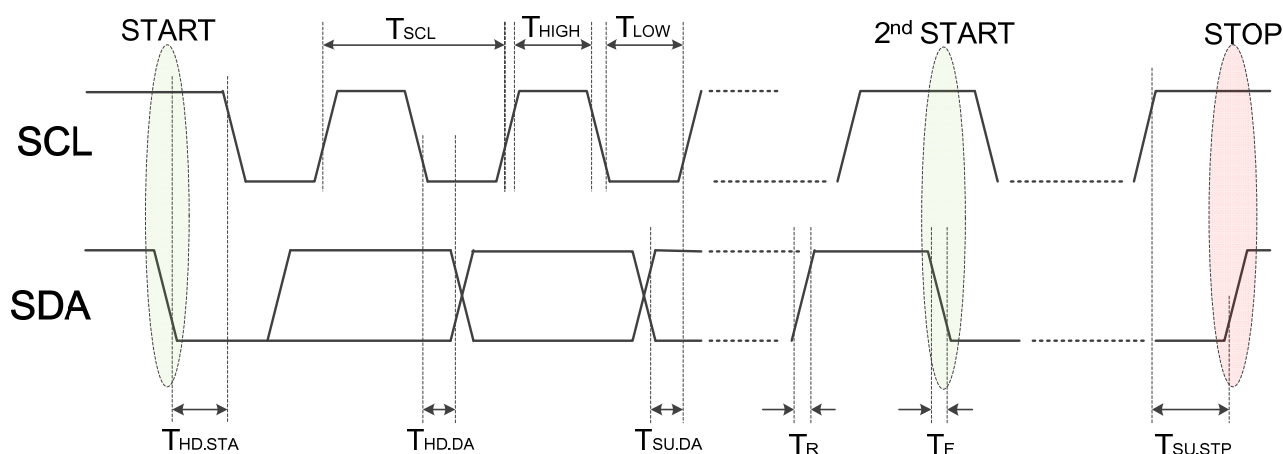 START
TSCL
THIGH
TLOW
2nd START
STOP
SCL
SDA
THD.STA
THD.DA
TSU.DA
TR
TF
TSU.STP